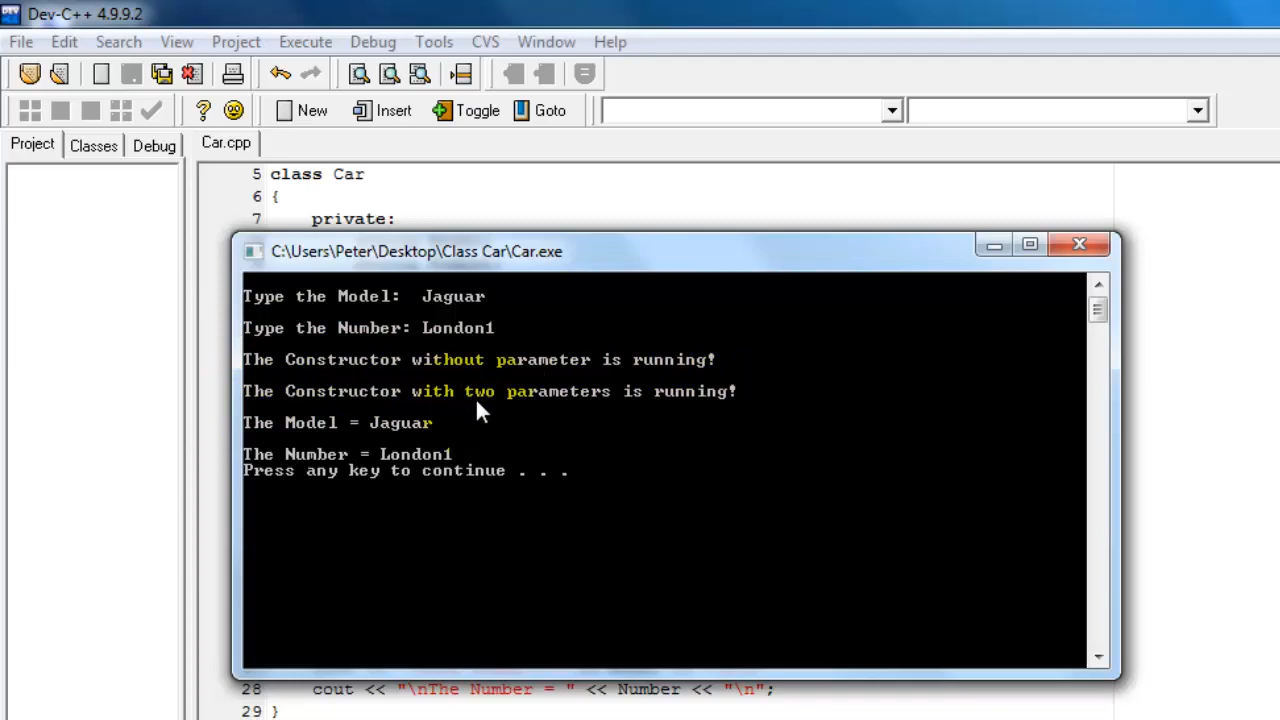 Dev-C++ 4.9.9.2
File Edit Search View Project Execute Debug Tools CVS Window Help
New Insert Toggle Goto
Project Classes Debug Car.cpp
5 class Car
6 {
7 private:
C:\Users\Peter\Desktop\Class Car\Car.exe
Type the Model: Jaguar
Type the Number: London1
The Constructor without parameter is running!
The Constructor with two parameters is running!
The Model = Jaguar
The Number = London1
Press any key to continue . . .
28 cout << "\nThe Number = " << Number << "\n";
29 }